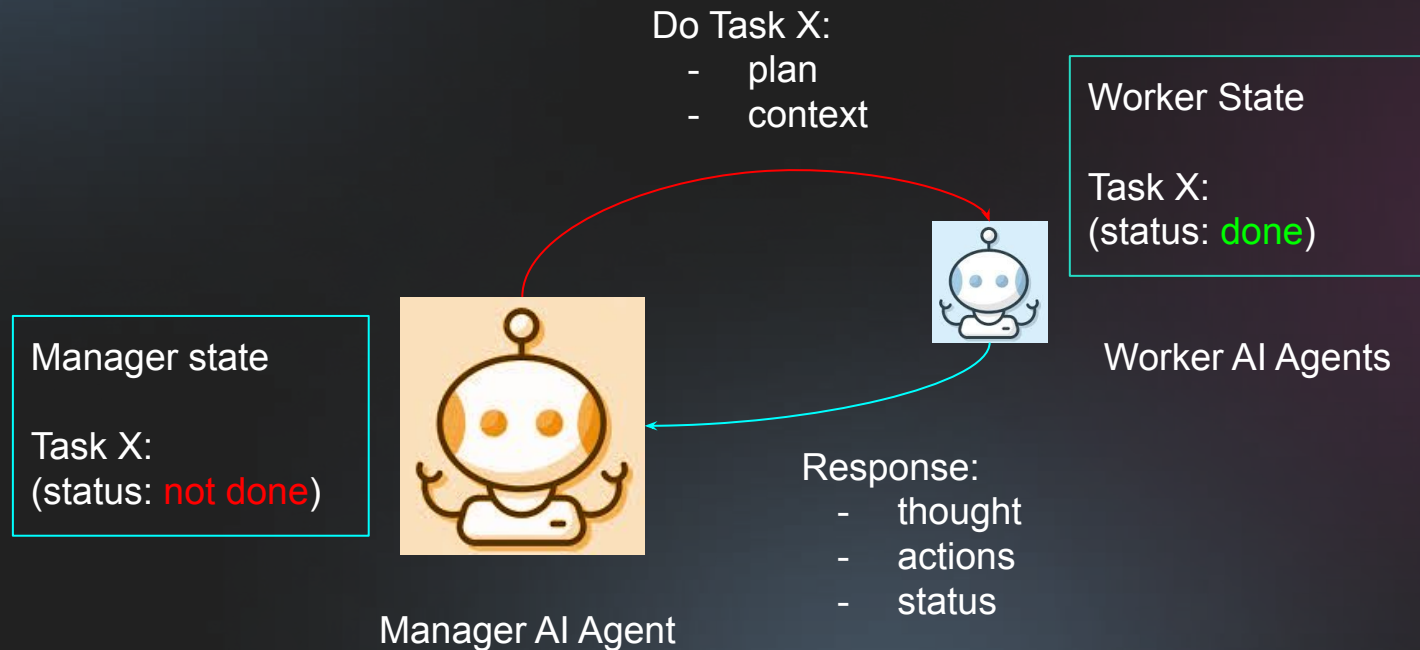 Do Task X:
- plan
- context
Worker State
Task X:
(status: done)
Worker AI Agents
Manager state
Task X:
(status: not done)
Response:
- thought
- actions
- status
Manager AI Agent